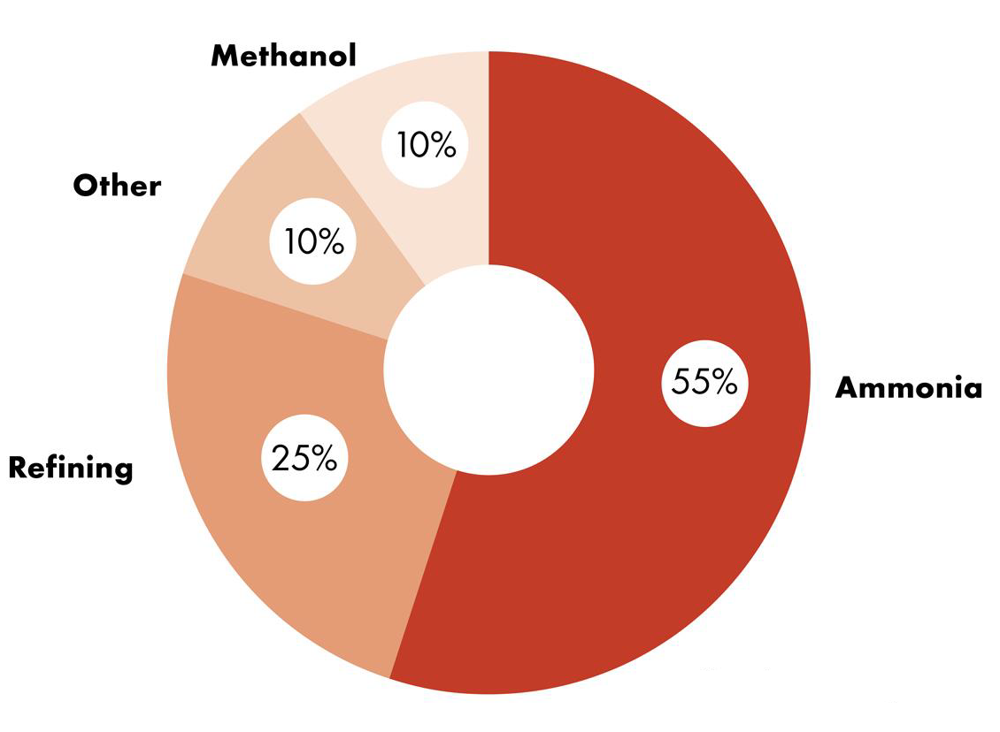 Methanol
10%
Other
10%
55%
Ammonia
Refining
25%